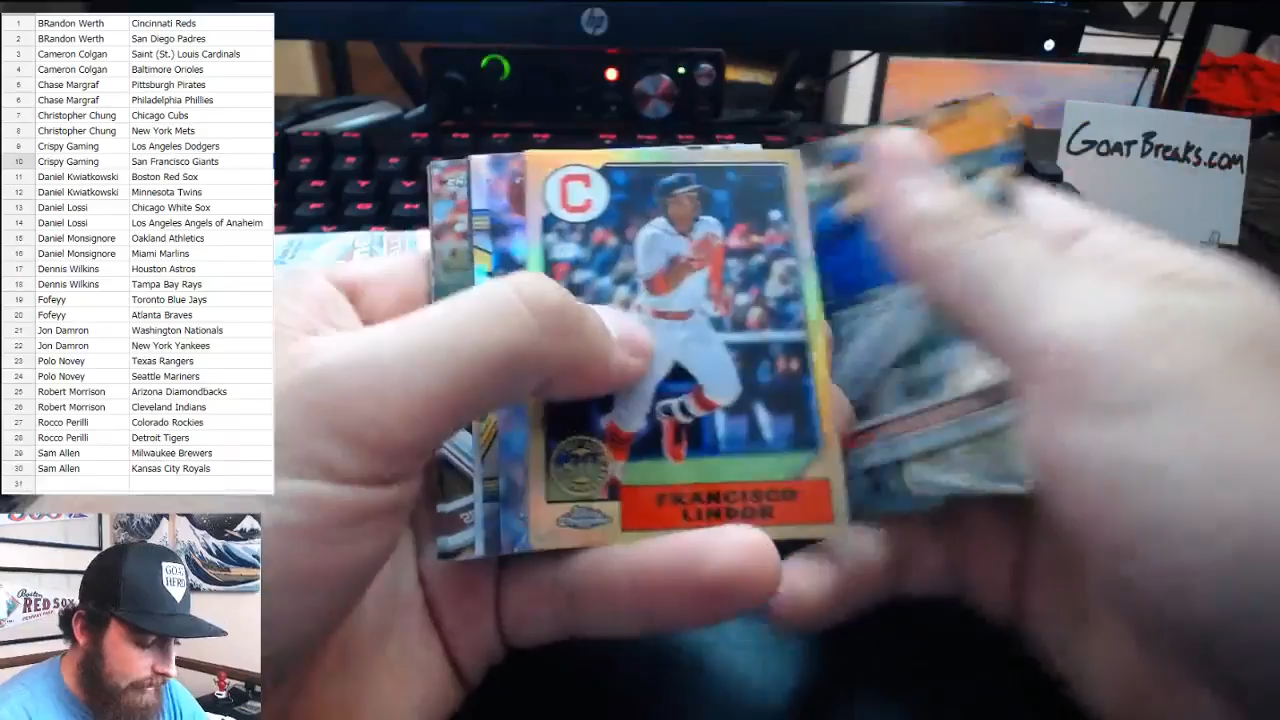 1 BRandon Werth Cincinnati Reds
2 BRandon Werth San Diego Padres
3 Cameron Colgan Saint (St.) Louis Cardinals
4 Cameron Colgan Baltimore Orioles
5 Chase Margraf Pittsburgh Pirates
6 Chase Margraf Philadelphia Phillies
7 Christopher Chung Chicago Cubs
8 Christopher Chung New York Mets
9 Crispy Gaming Los Angeles Dodgers
10 Crispy Gaming San Francisco Giants
11 Daniel Kwiatkowski Boston Red Sox
12 Daniel Kwiatkowski Minnesota Twins
13 Daniel Lossi Chicago White Sox
14 Daniel Lossi Los Angeles Angels of Anaheim
15 Daniel Monsignore Oakland Athletics
16 Daniel Monsignore Miami Marlins
17 Dennis Wilkins Houston Astros
18 Dennis Wilkins Tampa Bay Rays
19 Fofeyy Toronto Blue Jays
20 Fofeyy Atlanta Braves
21 Jon Damron Washington Nationals
22 Jon Damron New York Yankees
23 Polo Novey Texas Rangers
24 Polo Novey Seattle Mariners
25 Robert Morrison Arizona Diamondbacks
26 Robert Morrison Cleveland Indians
27 Rocco Perilli Colorado Rockies
28 Rocco Perilli Detroit Tigers
29 Sam Allen Milwaukee Brewers
30 Sam Allen Kansas City Royals
31
hp
GOATBREAKS.COM
C
FRANCISCO
LINDOR
GOAT
HERD
Boston
RED SOX